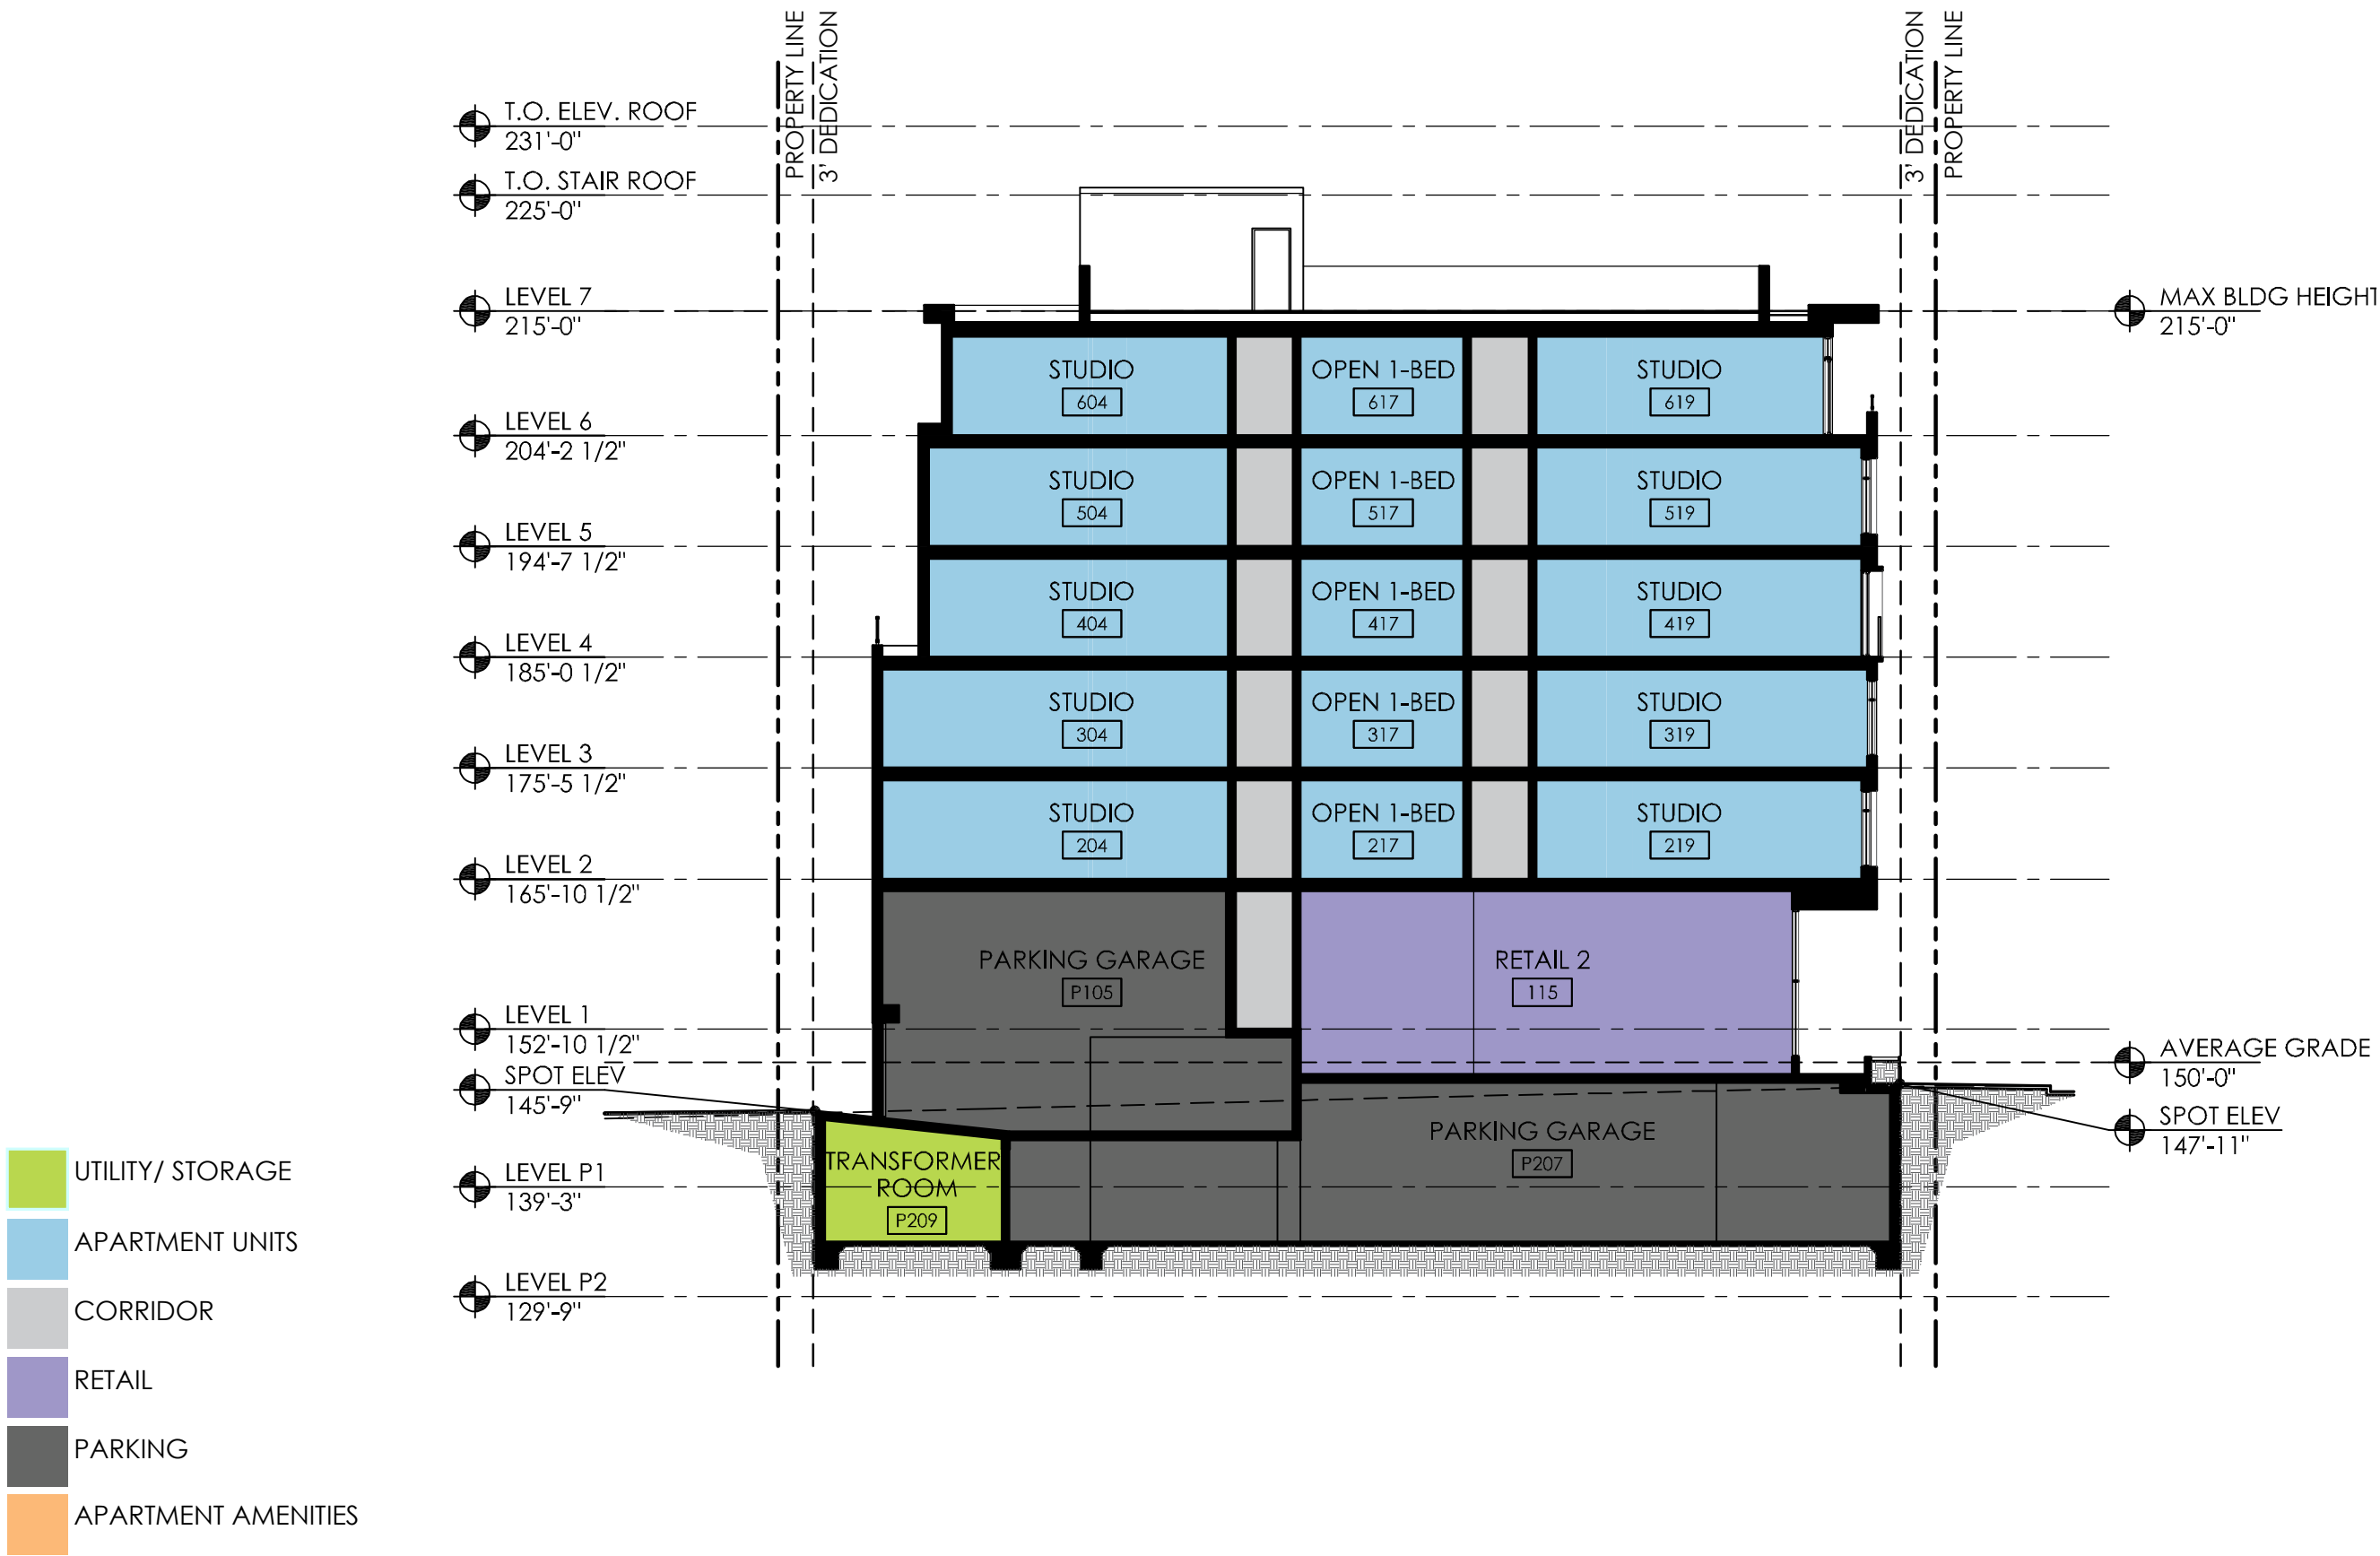 PROPERTY LINE
3' DEDICATION
3' DEDICATION
PROPERTY LINE
T.O. ELEV. ROOF
231'-0"
T.O. STAIR ROOF
225'-0"
LEVEL 7
215'-0"
MAX BLDG HEIGHT
215'-0"
STUDIO
604
OPEN 1-BED
617
STUDIO
619
LEVEL 6
204'-2 1/2"
STUDIO
504
OPEN 1-BED
517
STUDIO
519
LEVEL 5
194'-7 1/2"
STUDIO
404
OPEN 1-BED
417
STUDIO
419
LEVEL 4
185'-0 1/2"
STUDIO
304
OPEN 1-BED
317
STUDIO
319
LEVEL 3
175'-5 1/2"
STUDIO
204
OPEN 1-BED
217
STUDIO
219
LEVEL 2
165'-10 1/2"
PARKING GARAGE
P105
RETAIL 2
115
LEVEL 1
152'-10 1/2"
AVERAGE GRADE
150'-0"
SPOT ELEV
145'-9"
SPOT ELEV
147'-11"
PARKING GARAGE
P207
TRANSFORMER
ROOM
P209
LEVEL P1
139'-3"
LEVEL P2
129'-9"
UTILITY/ STORAGE
APARTMENT UNITS
CORRIDOR
RETAIL
PARKING
APARTMENT AMENITIES